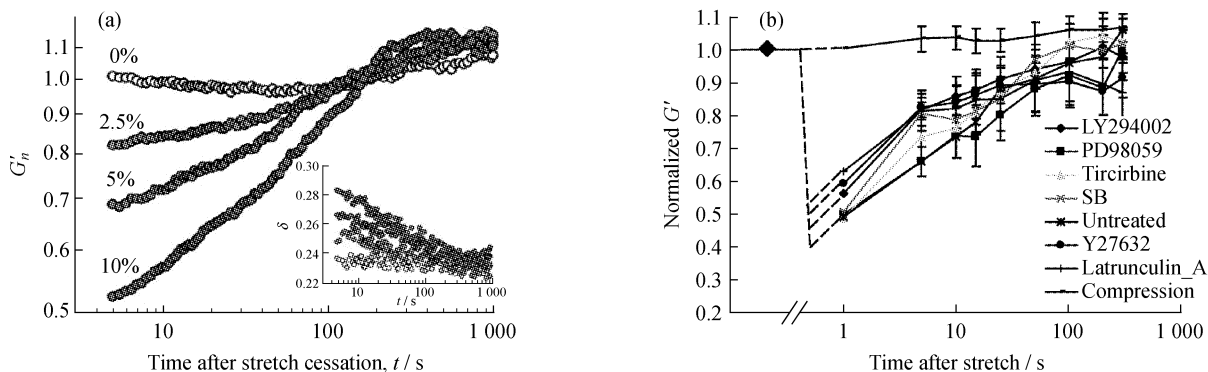 (a)
1.1
1.0
0.9
0.8
0.7
0.6
0.5
G′n
0%
2.5%
5%
10%
10
100
1 000
Time after stretch cessation, t / s
0.30
0.28
0.26
0.24
0.22
δ
10
100
1 000
t / s
(b)
1.1
1.0
0.9
0.8
0.7
0.6
0.5
0.4
0.3
0.2
Normalized G′
LY294002
PD98059
Tircirbine
SB
Untreated
Y27632
Latrunculin_A
Compression
1
10
100
1 000
Time after stretch / s